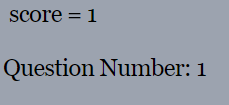 score = 1
Question Number: 1